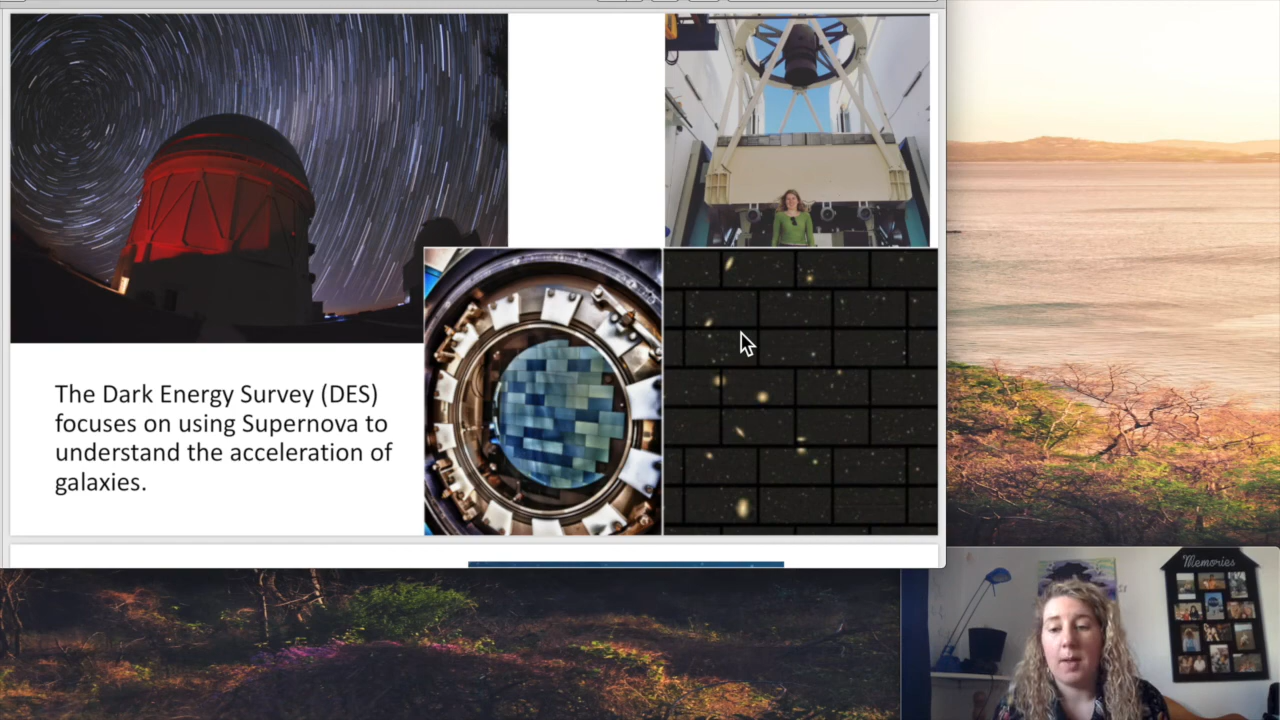 The Dark Energy Survey (DES)
focuses on using Supernova to
understand the acceleration of
galaxies.
Memories